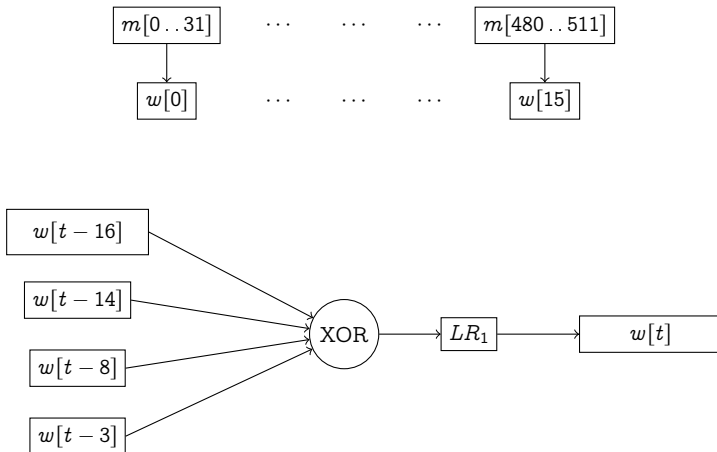 m[0 . . 31] · · · · · · · · · m[480 . . 511]
w[0] · · · · · · · · · w[15]
w[t − 16]
w[t − 14]
XOR LR₁ w[t]
w[t − 8]
w[t − 3]